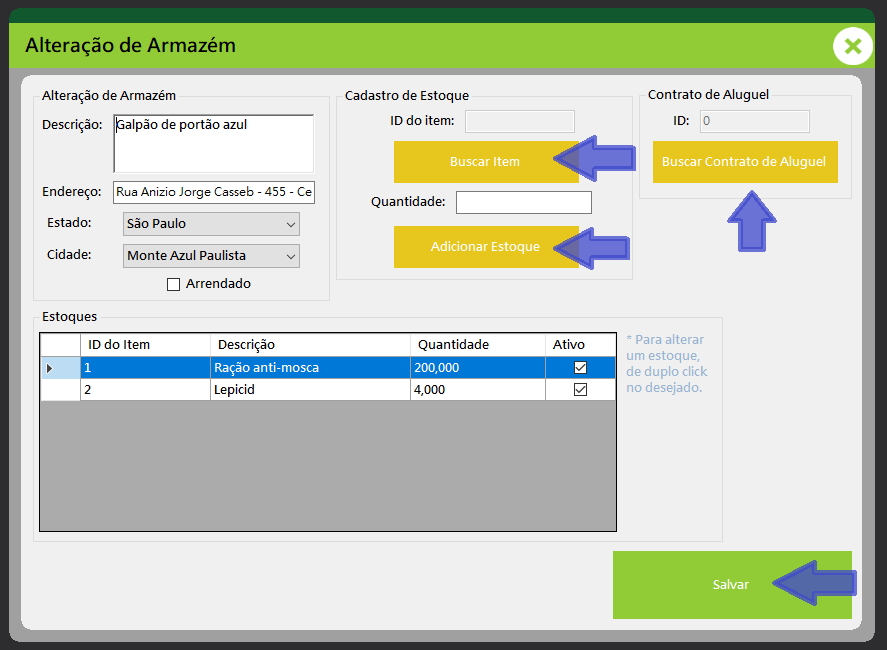 Alteração de Armazém
Alteração de Armazém
Descrição:
Galpão de portão azul
Endereço:
Rua Anizio Jorge Casseb - 455 - Ce
Estado:
São Paulo
Cidade:
Monte Azul Paulista
Arrendado
Cadastro de Estoque
ID do item:
Buscar Item
Quantidade:
Adicionar Estoque
Contrato de Aluguel
ID:
0
Buscar Contrato de Aluguel
Estoques
ID do Item Descrição Quantidade Ativo
1 Ração anti-mosca 200,000
2 Lepicid 4,000
* Para alterar
um estoque,
de duplo click
no desejado.
Salvar